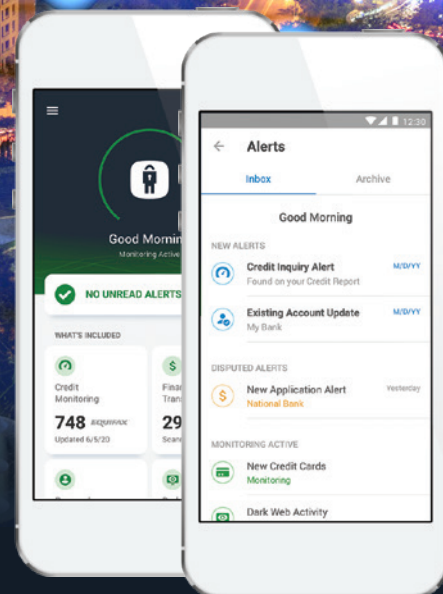 Good Mornin
Monitoring Active
NO UNREAD ALERTS
WHAT'S INCLUDED
Credit
Monitoring
748 EQUIFAX
Updated 6/5/20
$
Finan
Tran
29
Scann
12:30
Alerts
Inbox
Archive
Good Morning
NEW ALERTS
Credit Inquiry Alert M/D/YY
Found on your Credit Report
Existing Account Update M/D/YY
My Bank
DISPUTED ALERTS
$
New Application Alert Yesterday
National Bank
MONITORING ACTIVE
New Credit Cards
Monitoring
Dark Web Activity